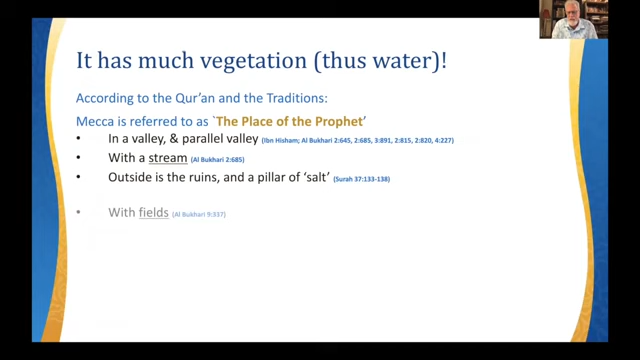 It has much vegetation (thus water)!
According to the Qur'an and the Traditions:
Mecca is referred to as `The Place of the Prophet'
• In a valley, & parallel valley (Ibn Hisham; Al Bukhari 2:645, 2:685, 3:891, 2:815, 2:820, 4:227)
• With a stream (Al Bukhari 2:685)
• Outside is the ruins, and a pillar of 'salt' (Surah 37:133-138)
• With fields (Al Bukhari 9:337)